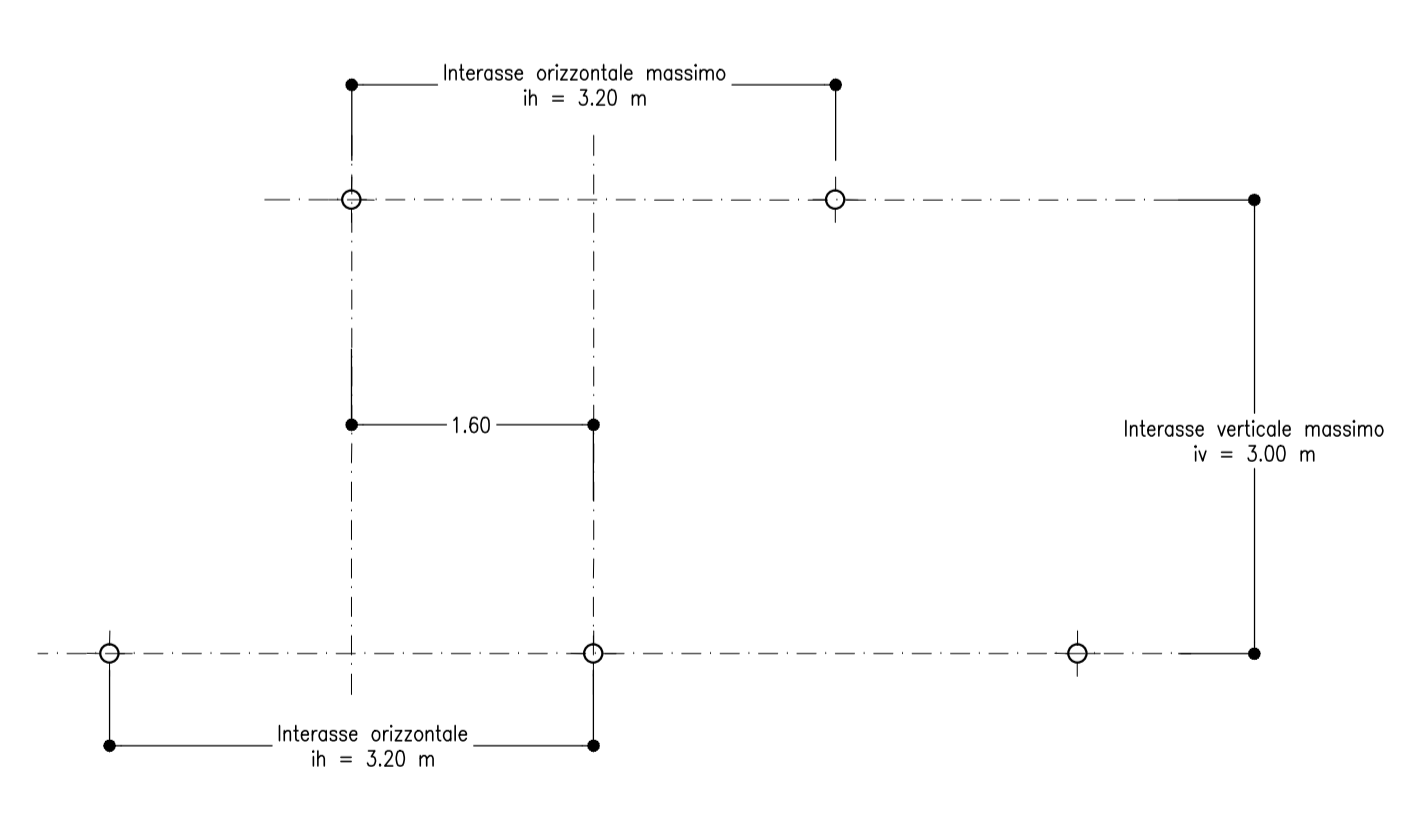 Interasse orizzontale massimo
ih = 3.20 m
1.60
Interasse verticale massimo
iv = 3.00 m
Interasse orizzontale
ih = 3.20 m